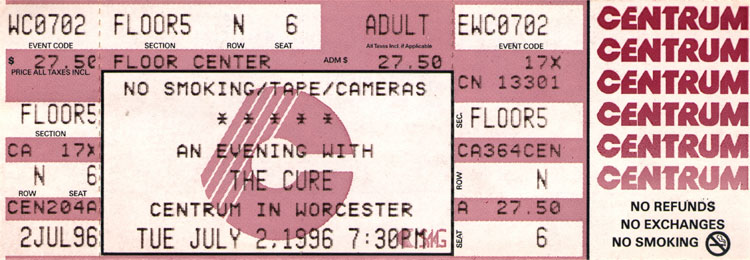 WC0702 FLOOR5 N 6 ADULT EWC0702
EVENT CODE SECTION ROW SEAT All Taxes Incl. if Applicable EVENT CODE
$ 27.50 FLOOR CENTER ADM $ 27.50 17X
PRICE ALL TAXES INCL. CN 13301
NO SMOKING/TAPE/CAMERAS
FLOOR5 * * * * * SEC. FLOOR5
SECTION
CA 17X AN EVENING WITH CA364CEN
N 6 THE CURE ROW N
ROW SEAT
CEN204A CENTRUM IN WORCESTER A 27.50
2JUL96 TUE JULY 2,1996 7:30PM SEAT 6
CENTRUM
CENTRUM
CENTRUM
CENTRUM
CENTRUM
CENTRUM
NO REFUNDS
NO EXCHANGES
NO SMOKING